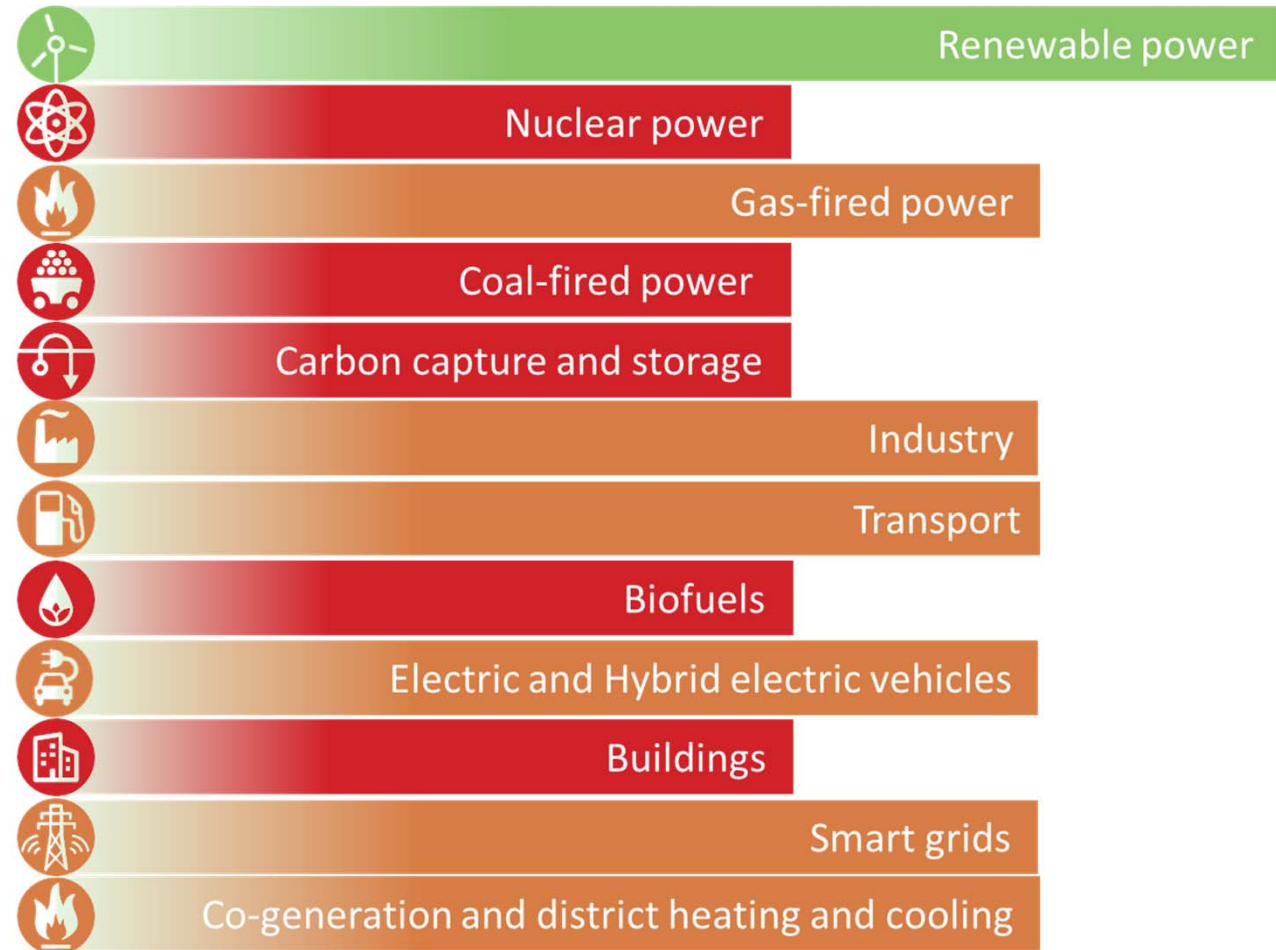 Renewable power
Nuclear power
Gas-fired power
Coal-fired power
Carbon capture and storage
Industry
Transport
Biofuels
Electric and Hybrid electric vehicles
Buildings
Smart grids
Co-generation and district heating and cooling